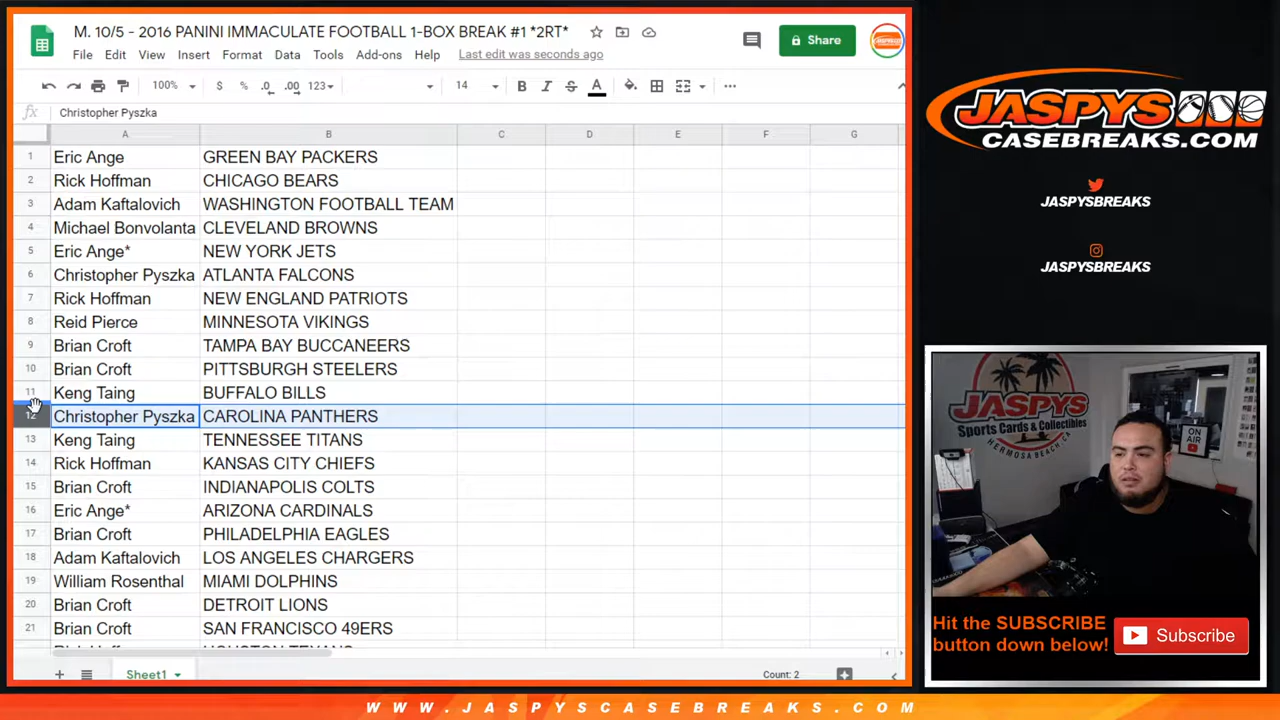 M. 10/5 - 2016 PANINI IMMACULATE FOOTBALL 1-BOX BREAK #1 *2RT*
File Edit View Insert Format Data Tools Add-ons Help Last edit was seconds ago
Share
100% $ % .0 .00 123 14 B I S A
fx Christopher Pyszka
A B C D E F G
1 Eric Ange GREEN BAY PACKERS
2 Rick Hoffman CHICAGO BEARS
3 Adam Kaftalovich WASHINGTON FOOTBALL TEAM
4 Michael Bonvolanta CLEVELAND BROWNS
5 Eric Ange* NEW YORK JETS
6 Christopher Pyszka ATLANTA FALCONS
7 Rick Hoffman NEW ENGLAND PATRIOTS
8 Reid Pierce MINNESOTA VIKINGS
9 Brian Croft TAMPA BAY BUCCANEERS
10 Brian Croft PITTSBURGH STEELERS
11 Keng Taing BUFFALO BILLS
12 Christopher Pyszka CAROLINA PANTHERS
13 Keng Taing TENNESSEE TITANS
14 Rick Hoffman KANSAS CITY CHIEFS
15 Brian Croft INDIANAPOLIS COLTS
16 Eric Ange* ARIZONA CARDINALS
17 Brian Croft PHILADELPHIA EAGLES
18 Adam Kaftalovich LOS ANGELES CHARGERS
19 William Rosenthal MIAMI DOLPHINS
20 Brian Croft DETROIT LIONS
21 Brian Croft SAN FRANCISCO 49ERS
Sheet1
Count: 2
JASPYS
CASEBREAKS.COM
JASPYSBREAKS
JASPYSBREAKS
JASPYS
Sports Cards & Collectibles
HERMOSA BEACH, CA
ON AIR
Hit the SUBSCRIBE
button down below!
Subscribe
WWW.JASPYSCASEBREAKS.COM